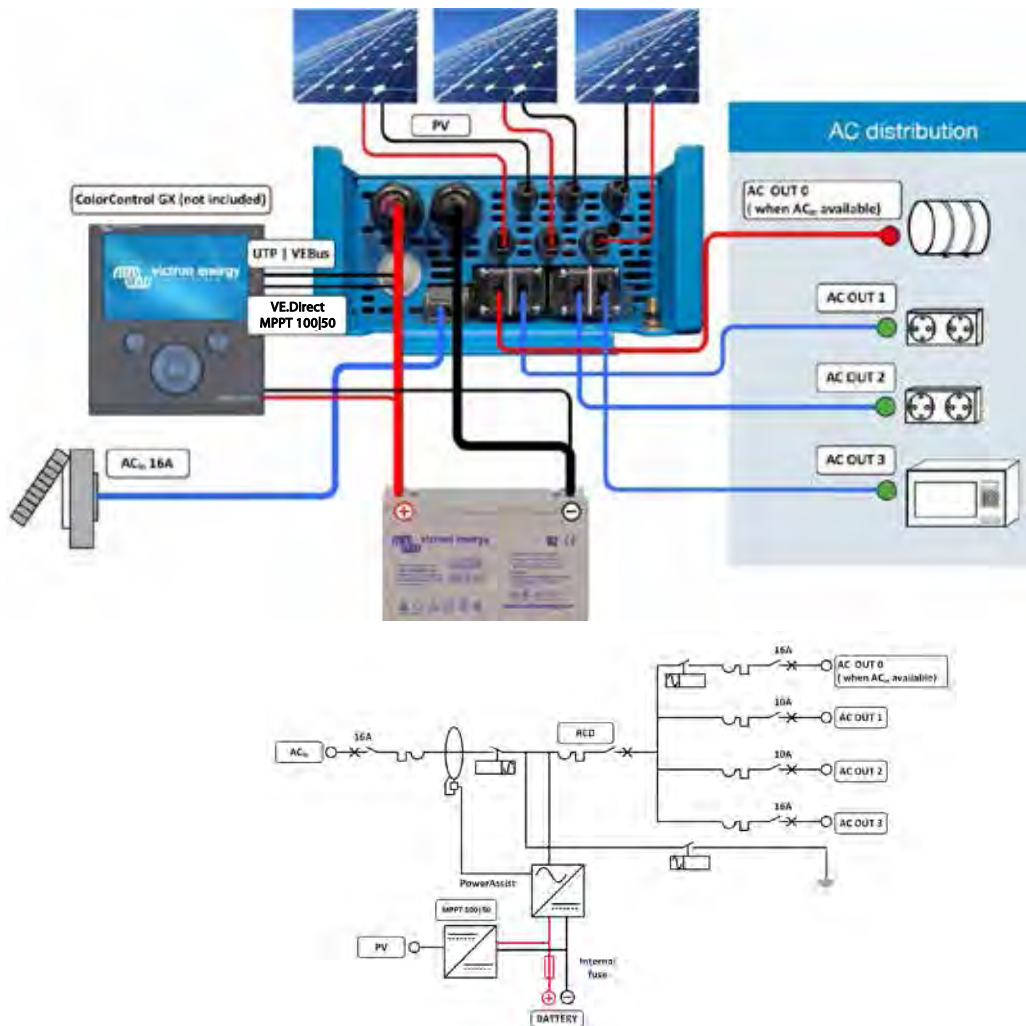 PV
AC distribution
ColorControl GX (not included)
AC OUT 0
( when ACin available)
UTP | VEBus
victron energy
VE.Direct
MPPT 100|50
AC OUT 1
AC OUT 2
ACin 16A
AC OUT 3
+
−
victron energy
16A
AC OUT 0
( when ACin available)
10A
AC OUT 1
16A
RCD
ACin
10A
AC OUT 2
16A
AC OUT 3
PowerAssist
MPPT 100|50
PV
Internal
fuse
+
−
BATTERY